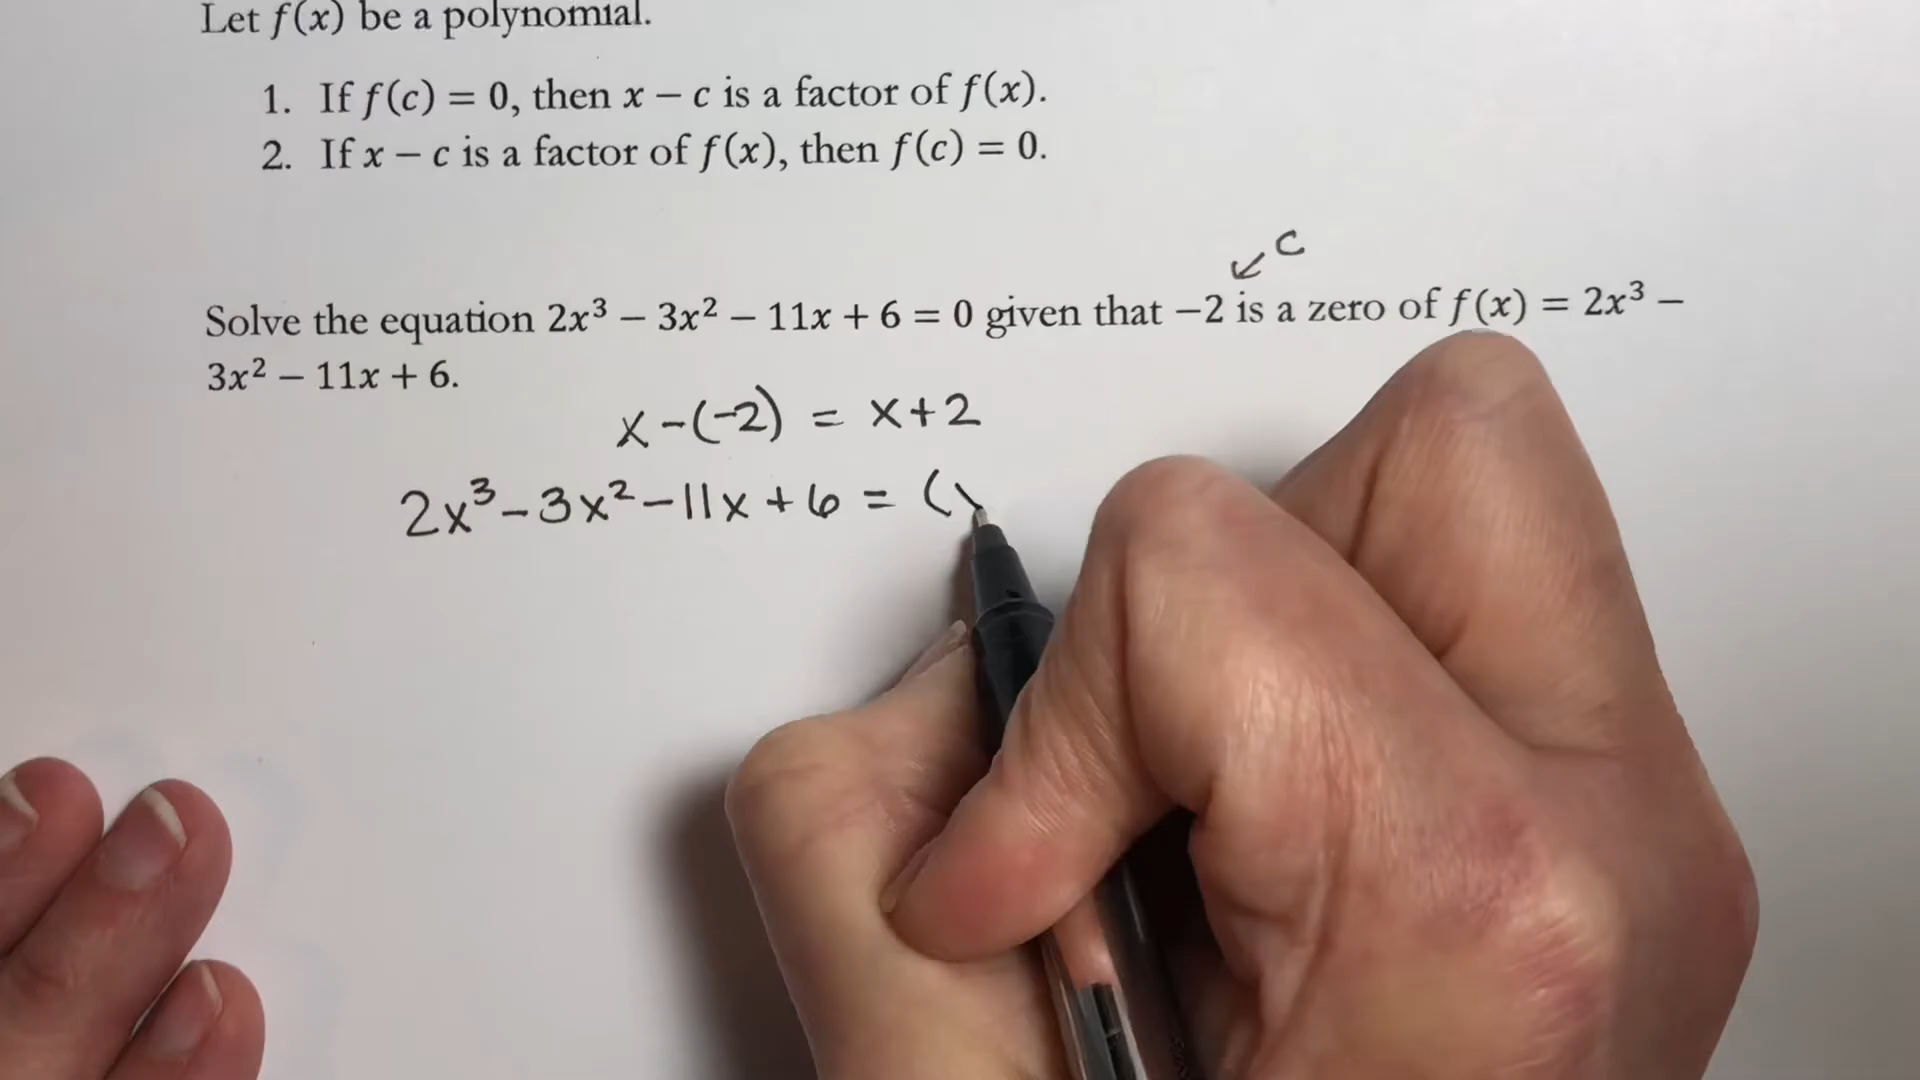 Let f(x) be a polynomial.
1. If f(c) = 0, then x − c is a factor of f(x).
2. If x − c is a factor of f(x), then f(c) = 0.
↙ c
Solve the equation 2x³ − 3x² − 11x + 6 = 0 given that −2 is a zero of f(x) = 2x³ −
3x² − 11x + 6.
x - (-2) = x + 2
2x³ - 3x² - 11x + 6 = (